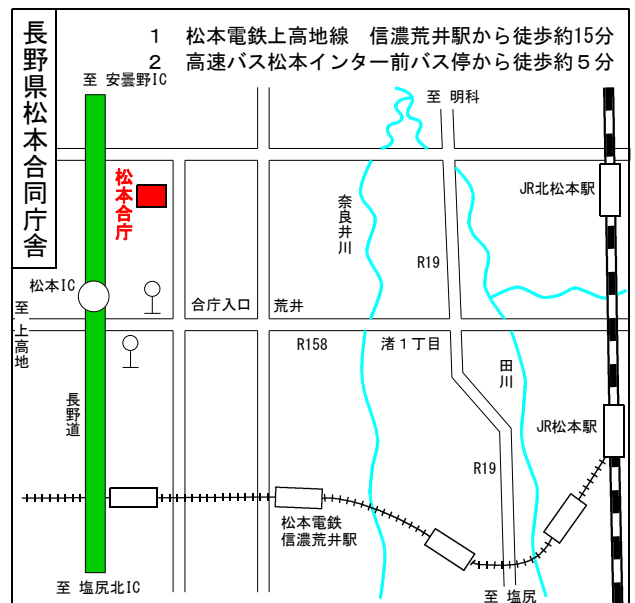 長野県松本合同庁舎
1 松本電鉄上高地線 信濃荒井駅から徒歩約15分
2 高速バス松本インター前バス停から徒歩約５分
至 安曇野IC
至 明科
松本合庁
奈良井川
JR北松本駅
R19
松本IC
至 上高地
合庁入口
荒井
R158
渚１丁目
田川
長野道
JR松本駅
R19
松本電鉄
信濃荒井駅
至 塩尻北IC
至 塩尻